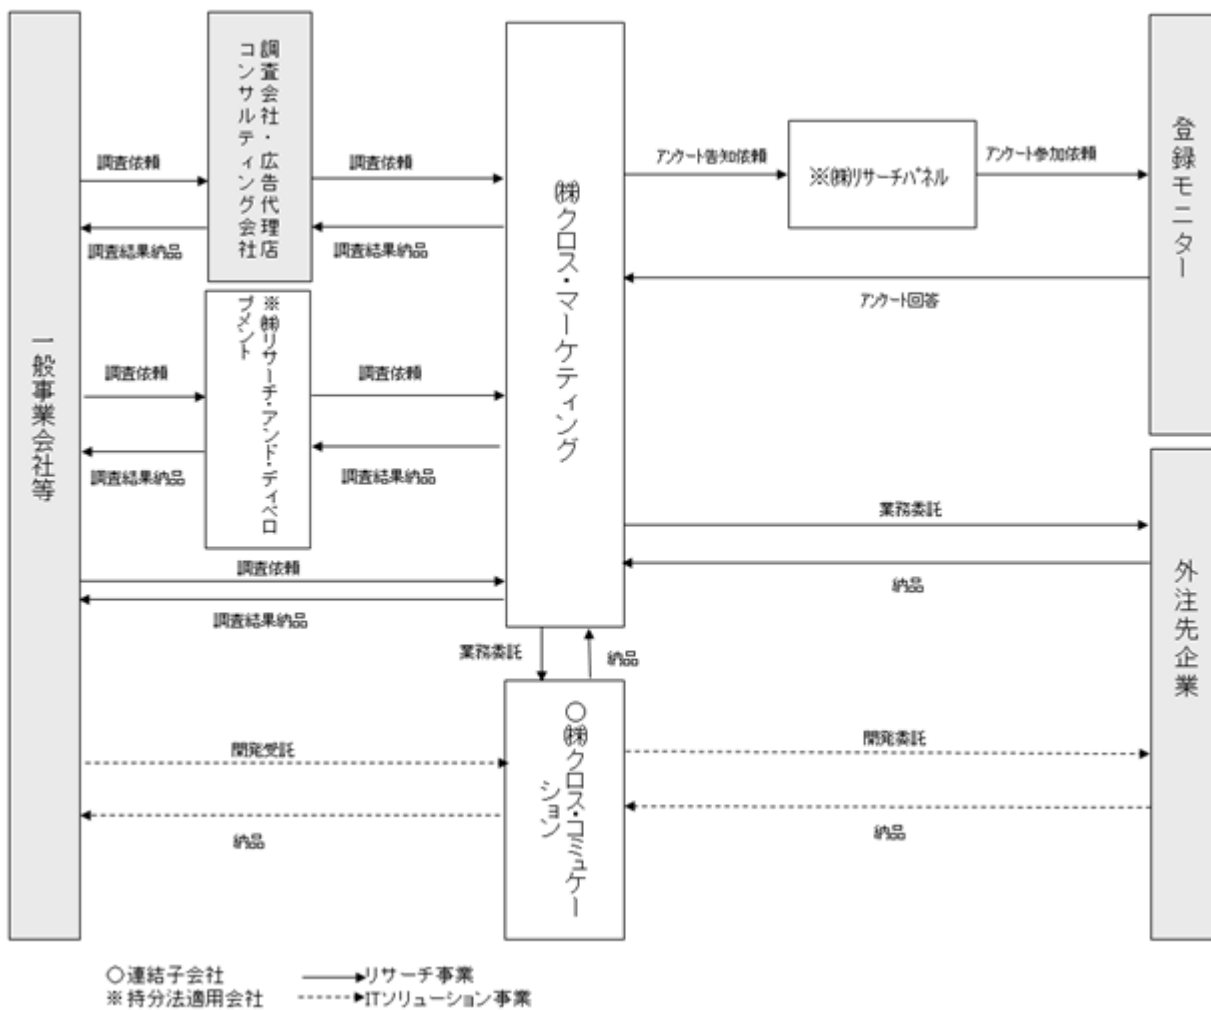 一般事業会社等
調査会社・広告代理店
コンサルティング会社
調査依頼
調査依頼
調査結果納品
調査結果納品
※㈱リサーチ・アンド・ディベロ
プメント
調査依頼
調査依頼
調査結果納品
調査結果納品
調査依頼
調査結果納品
㈱クロス・マーケティング
アンケート告知依頼
※㈱リサーチパネル
アンケート参加依頼
アンケート回答
登録モニター
業務委託
納品
外注先企業
業務委託
納品
○㈱クロス・コミュケー
ション
開発受託
納品
開発委託
納品
○連結子会社
リサーチ事業
※持分法適用会社
ITソリューション事業